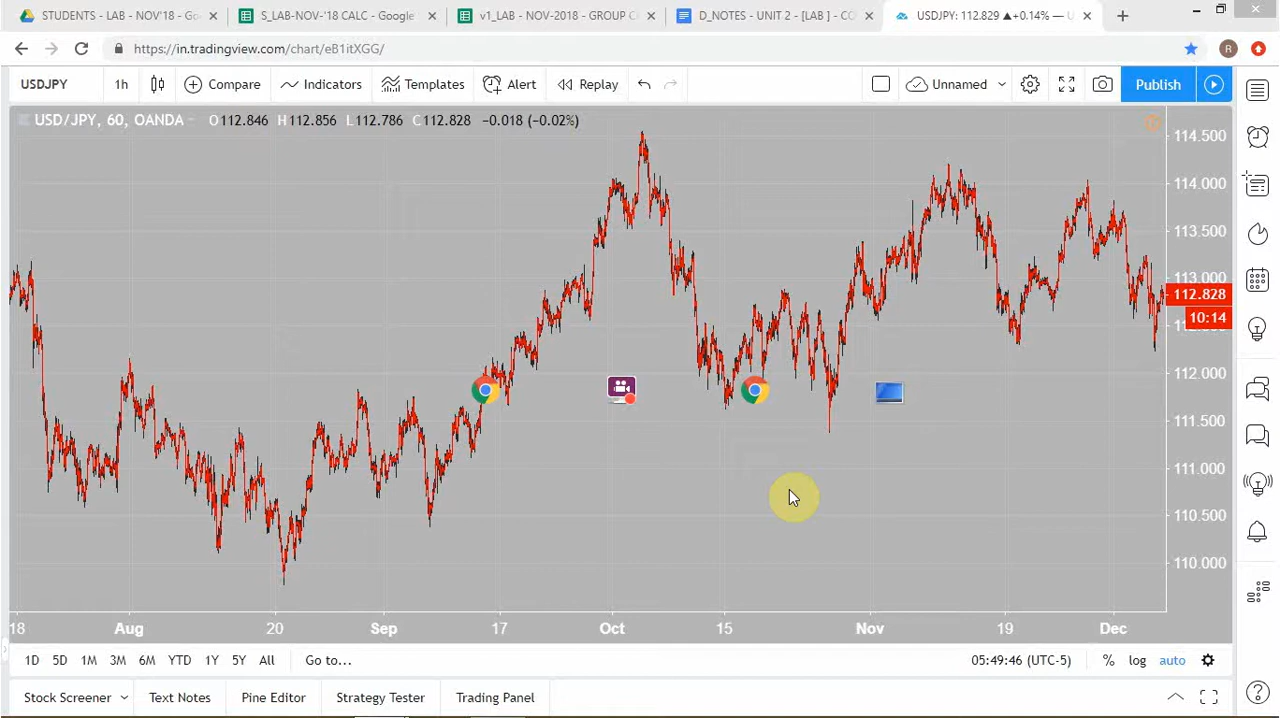 STUDENTS - LAB - NOV'18 - Go
S_LAB-NOV-'18 CALC - Google
v1_LAB - NOV-2018 - GROUP C
D_NOTES - UNIT 2 - [LAB ] - CO
USDJPY: 112.829 ▲+0.14% — U
https://in.tradingview.com/chart/eB1itXGG/
R
USDJPY 1h Compare Indicators Templates Alert Replay Unnamed Publish
USD/JPY, 60, OANDA O112.846 H112.856 L112.786 C112.828 −0.018 (−0.02%)
114.500
114.000
113.500
113.000
112.828
10:14
112.000
111.500
111.000
110.500
110.000
18 Aug 20 Sep 17 Oct 15 Nov 19 Dec
1D 5D 1M 3M 6M YTD 1Y 5Y All Go to... 05:49:46 (UTC-5) % log auto
Stock Screener Text Notes Pine Editor Strategy Tester Trading Panel